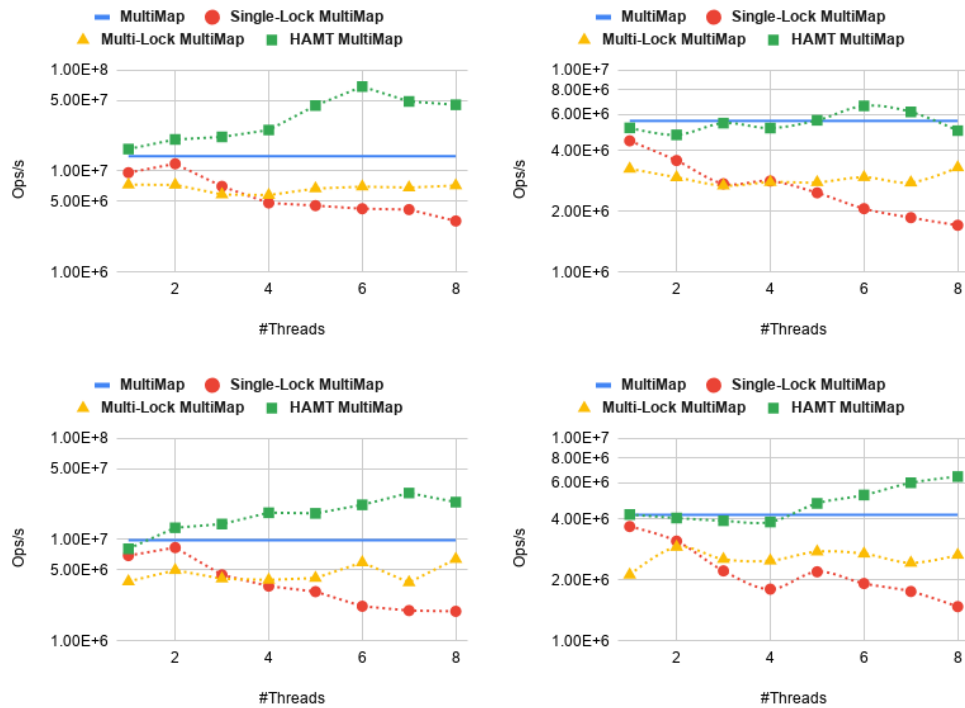 MultiMap Single-Lock MultiMap
Multi-Lock MultiMap HAMT MultiMap
1.00E+8
5.00E+7
1.00E+7
5.00E+6
1.00E+6
Ops/s
2 4 6 8
#Threads
MultiMap Single-Lock MultiMap
Multi-Lock MultiMap HAMT MultiMap
1.00E+7
8.00E+6
6.00E+6
4.00E+6
2.00E+6
1.00E+6
Ops/s
2 4 6 8
#Threads
MultiMap Single-Lock MultiMap
Multi-Lock MultiMap HAMT MultiMap
1.00E+8
5.00E+7
1.00E+7
5.00E+6
1.00E+6
Ops/s
2 4 6 8
#Threads
MultiMap Single-Lock MultiMap
Multi-Lock MultiMap HAMT MultiMap
1.00E+7
8.00E+6
6.00E+6
4.00E+6
2.00E+6
1.00E+6
Ops/s
2 4 6 8
#Threads